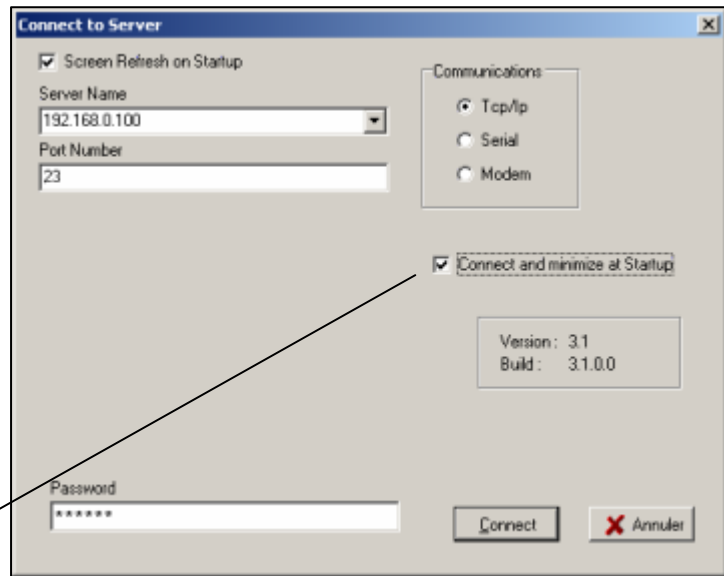 Connect to Server
Screen Refresh on Startup
Server Name
192.168.0.100
Port Number
23
Communications
Tcp/Ip
Serial
Modem
Connect and minimize at Startup
Version : 3.1
Build : 3.1.0.0
Password
******
Connect
Annuler